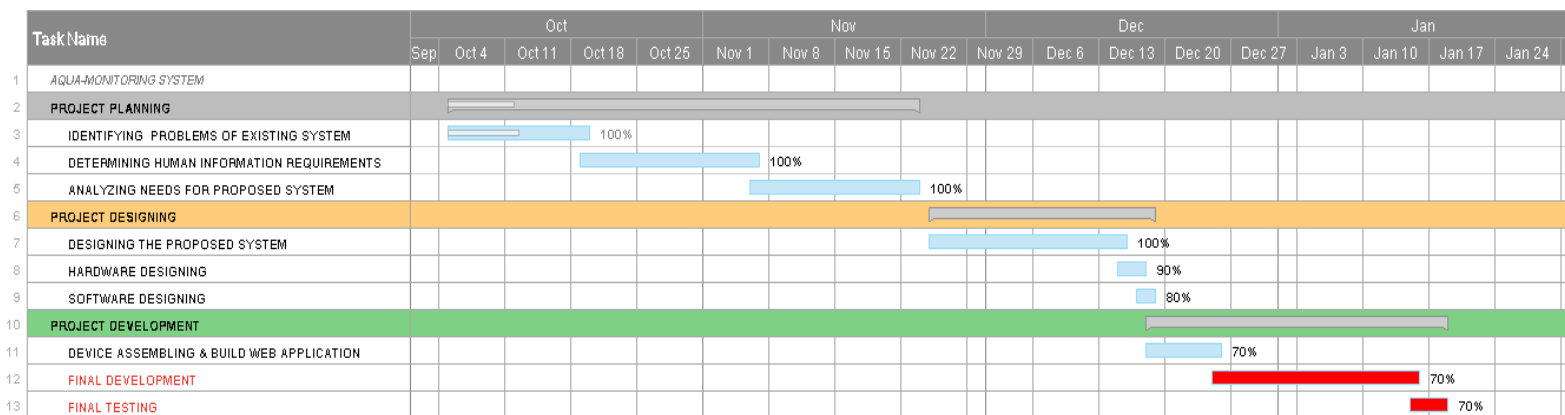 Task Name
Oct Nov Dec Jan
Sep Oct 4 Oct 11 Oct 18 Oct 25 Nov 1 Nov 8 Nov 15 Nov 22 Nov 29 Dec 6 Dec 13 Dec 20 Dec 27 Jan 3 Jan 10 Jan 17 Jan 24
1 AQUA-MONITORING SYSTEM
2 PROJECT PLANNING
3 IDENTIFYING PROBLEMS OF EXISTING SYSTEM 100%
4 DETERMINING HUMAN INFORMATION REQUIREMENTS 100%
5 ANALYZING NEEDS FOR PROPOSED SYSTEM 100%
6 PROJECT DESIGNING
7 DESIGNING THE PROPOSED SYSTEM 100%
8 HARDWARE DESIGNING 90%
9 SOFTWARE DESIGNING 80%
10 PROJECT DEVELOPMENT
11 DEVICE ASSEMBLING & BUILD WEB APPLICATION 70%
12 FINAL DEVELOPMENT 70%
13 FINAL TESTING 70%